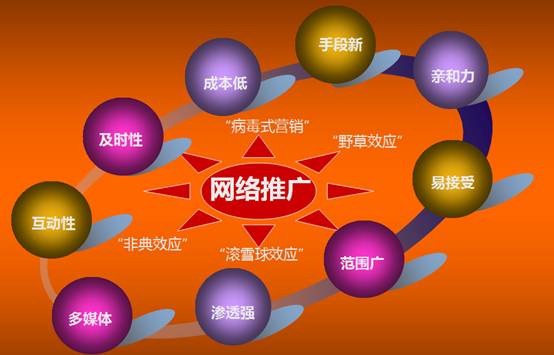 手段新
成本低
亲和力
及时性
“病毒式营销”
“野草效应”
网络推广
易接受
互动性
“非典效应”
“滚雪球效应”
范围广
渗透强
多媒体